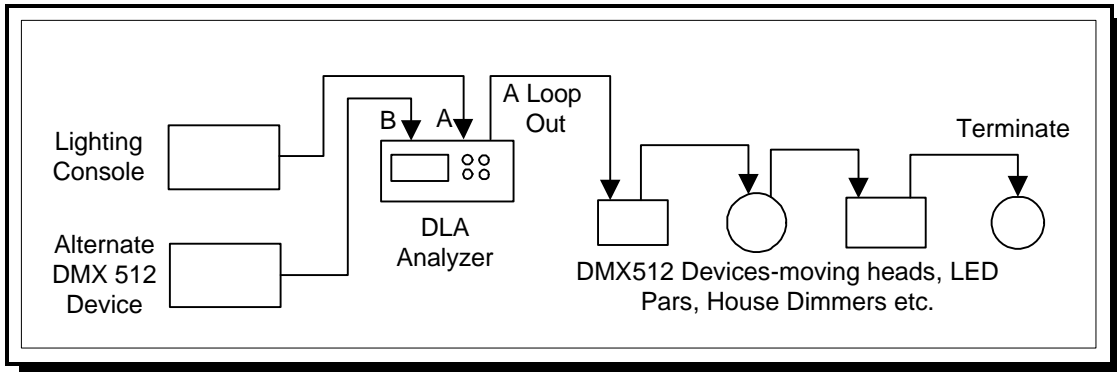 Lighting
Console
Alternate
DMX 512
Device
B
A
A Loop
Out
DLA
Analyzer
Terminate
DMX512 Devices-moving heads, LED
Pars, House Dimmers etc.